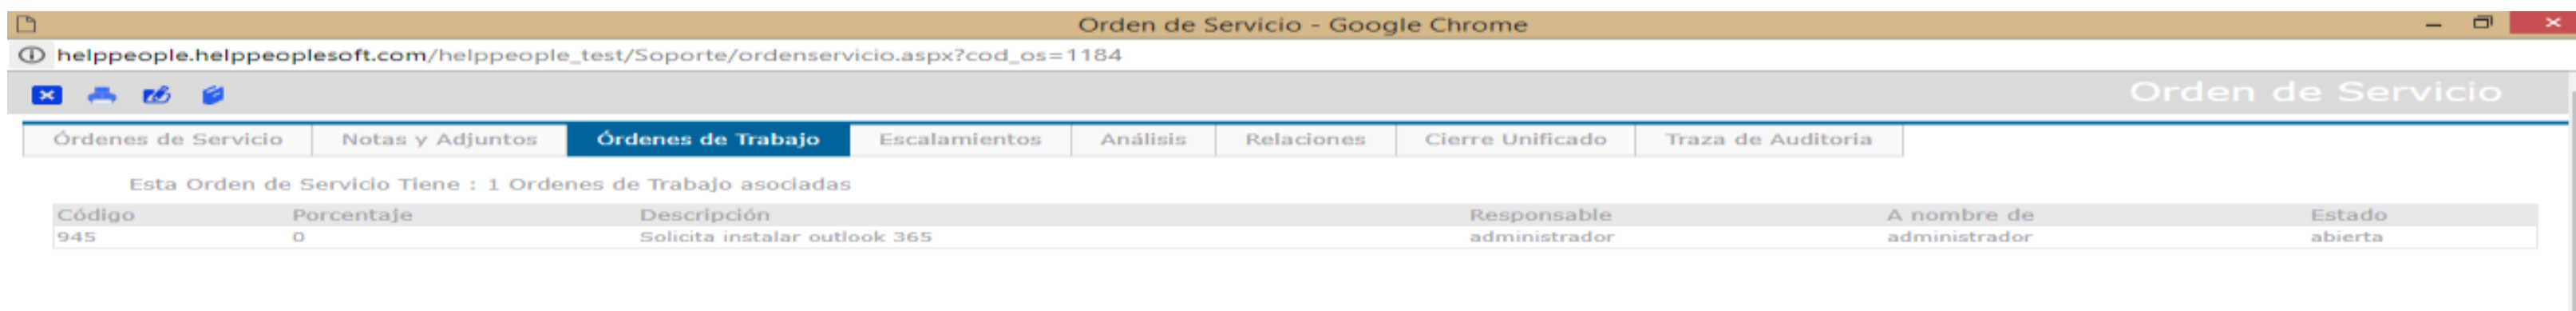 Orden de Servicio - Google Chrome
helppeople.helppeoplesoft.com/helppeople_test/Soporte/ordenservicio.aspx?cod_os=1184
Orden de Servicio
Órdenes de Servicio Notas y Adjuntos Órdenes de Trabajo Escalamientos Análisis Relaciones Cierre Unificado Traza de Auditoria
Esta Orden de Servicio Tiene : 1 Ordenes de Trabajo asociadas
Código Porcentaje Descripción Responsable A nombre de Estado
945 0 Solicita instalar outlook 365 administrador administrador abierta